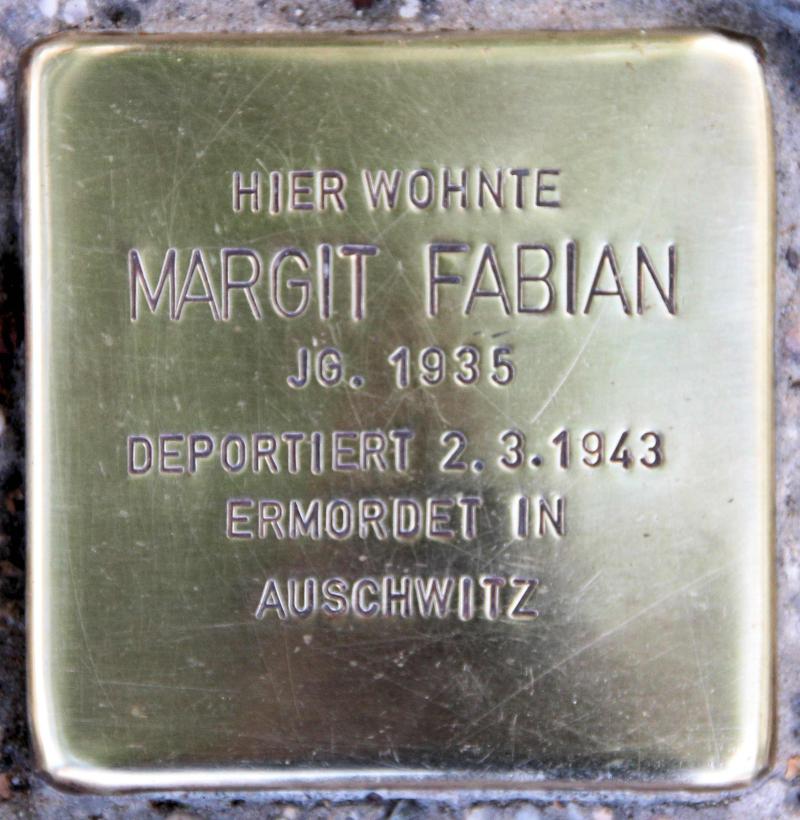 HIER WOHNTE
MARGIT FABIAN
JG. 1935
DEPORTIERT 2.3.1943
ERMORDET IN
AUSCHWITZ